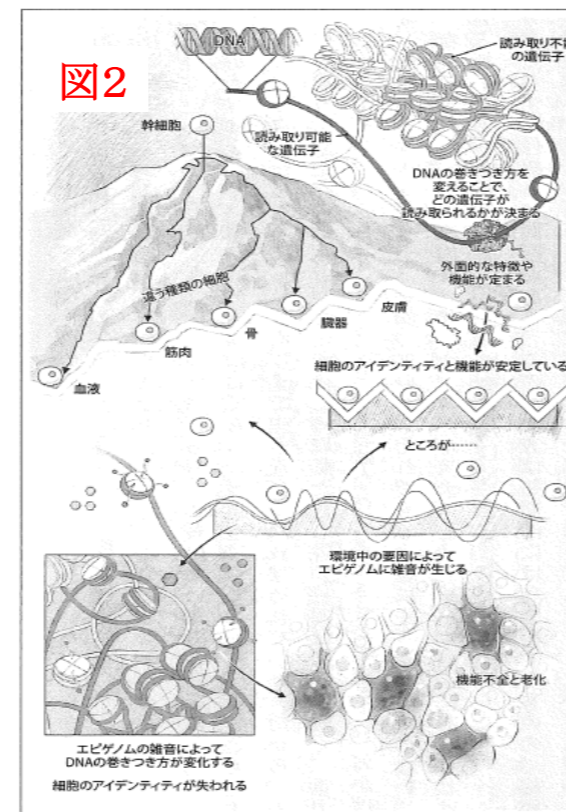 図2
DNA
読み取り不能
の遺伝子
幹細胞
読み取り可能
な遺伝子
DNAの巻きつき方を
変えることで、
どの遺伝子が
読み取られるかが決まる
外面的な特徴や
機能が定まる
違う種類の細胞
皮膚
臓器
骨
筋肉
血液
細胞のアイデンティティと機能が安定している
ところが……
環境中の要因によって
エピゲノムに雑音が生じる
機能不全と老化
エピゲノムの雑音によって
DNAの巻きつき方が変化する
細胞のアイデンティティが失われる